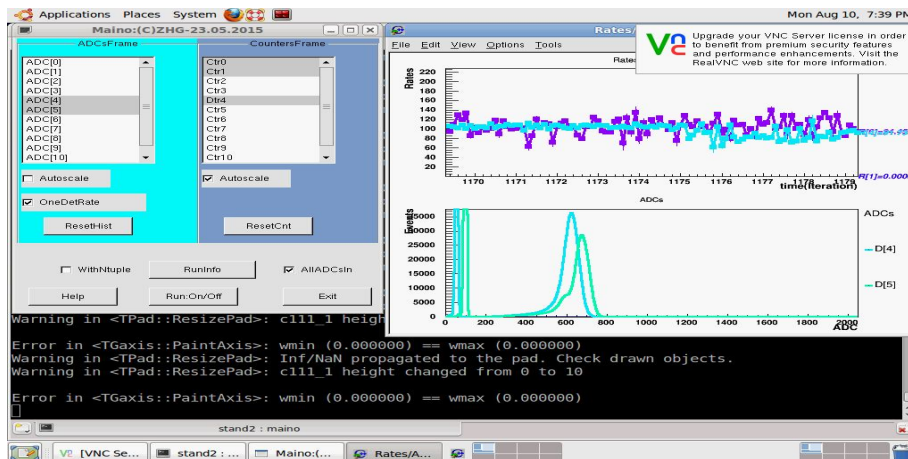 Applications Places System
Mon Aug 10, 7:39 PM
Maino:(C)ZHG-23.05.2015
ADCsFrame
CountersFrame
ADC[0]
ADC[1]
ADC[2]
ADC[3]
ADC[4]
ADC[5]
ADC[6]
ADC[7]
ADC[8]
ADC[9]
ADC[10]
Ctr0
Ctr1
Ctr2
Ctr3
Dtr4
Ctr5
Ctr6
Ctr7
Ctr8
Ctr9
Ctr10
Autoscale
Autoscale
OneDetRate
ResetHist
ResetCnt
WithNtuple
RunInfo
AllADCsIn
Help
Run:On/Off
Exit
Rates/
File Edit View Options Tools
Upgrade your VNC Server license in order
to benefit from premium security features
and performance enhancements. Visit the
RealVNC web site for more information.
Rates
Rates
220
200
180
160
140
120
100
80
60
40
20
1170 1171 1172 1173 1174 1175 1176 1177 1178 1179
time(Iteration)
R[1]=0.000
ADCs
Events
35000
30000
25000
20000
15000
10000
5000
0
0 200 400 600 800 1000 1200 1400 1600 1800 2000
ADC
ADCs
D[4]
D[5]
Warning in <TPad::ResizePad>: c111_1 heigh
Error in <TGaxis::PaintAxis>: wmin (0.000000) == wmax (0.000000)
Warning in <TPad::ResizePad>: Inf/NaN propagated to the pad. Check drawn objects.
Warning in <TPad::ResizePad>: c111_1 height changed from 0 to 10
Error in <TGaxis::PaintAxis>: wmin (0.000000) == wmax (0.000000)
stand2 : maino
[VNC Se...
stand2 : ...
Maino:(...
Rates/A...